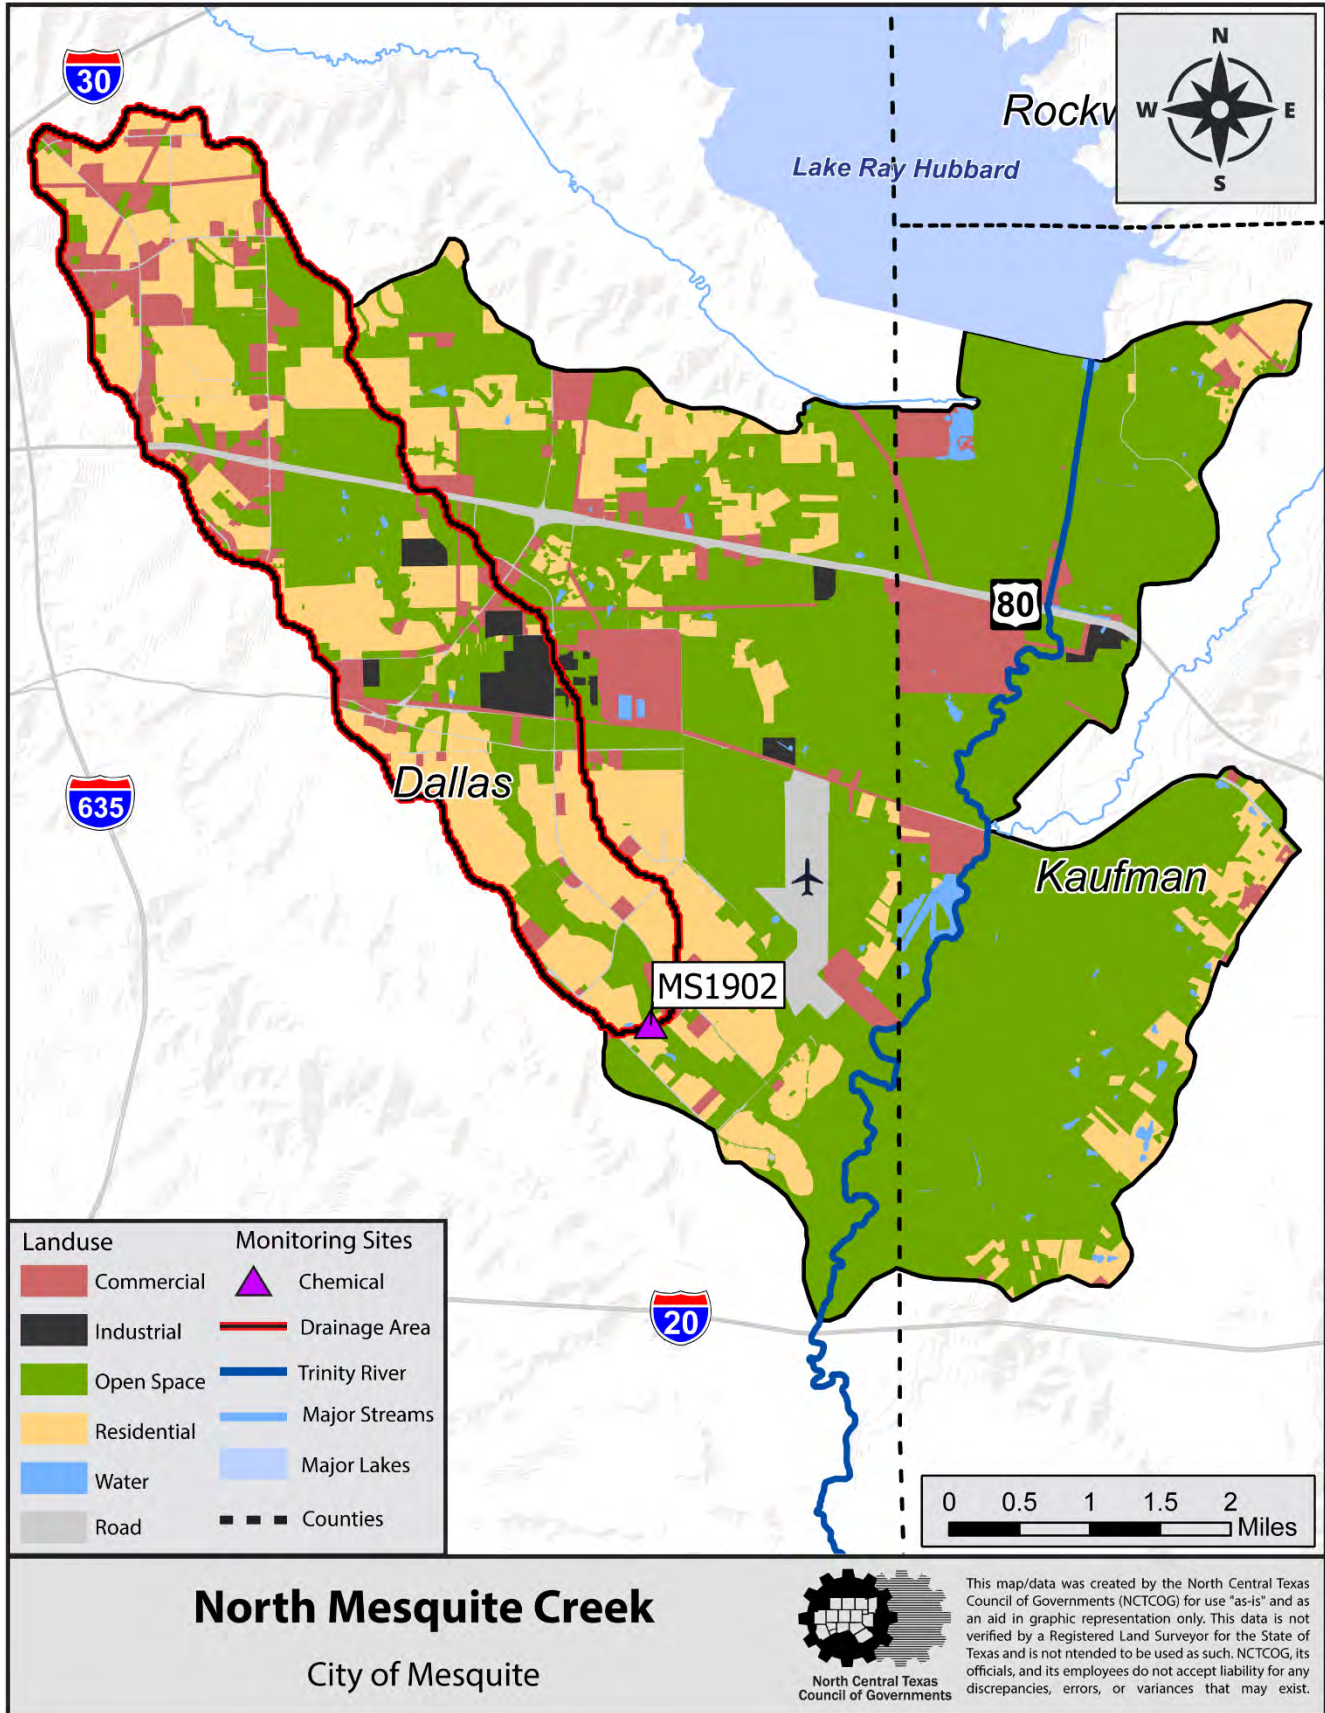 30
N
W
E
S
Rockw
Lake Ray Hubbard
80
Dallas
635
Kaufman
MS1902
20
Landuse
Commercial
Industrial
Open Space
Residential
Water
Road
Monitoring Sites
Chemical
Drainage Area
Trinity River
Major Streams
Major Lakes
Counties
0 0.5 1 1.5 2
Miles
North Mesquite Creek
City of Mesquite
North Central Texas
Council of Governments
This map/data was created by the North Central Texas
Council of Governments (NCTCOG) for use "as-is" and as
an aid in graphic representation only. This data is not
verified by a Registered Land Surveyor for the State of
Texas and is not ntended to be used as such. NCTCOG, its
officials, and its employees do not accept liability for any
discrepancies, errors, or variances that may exist.